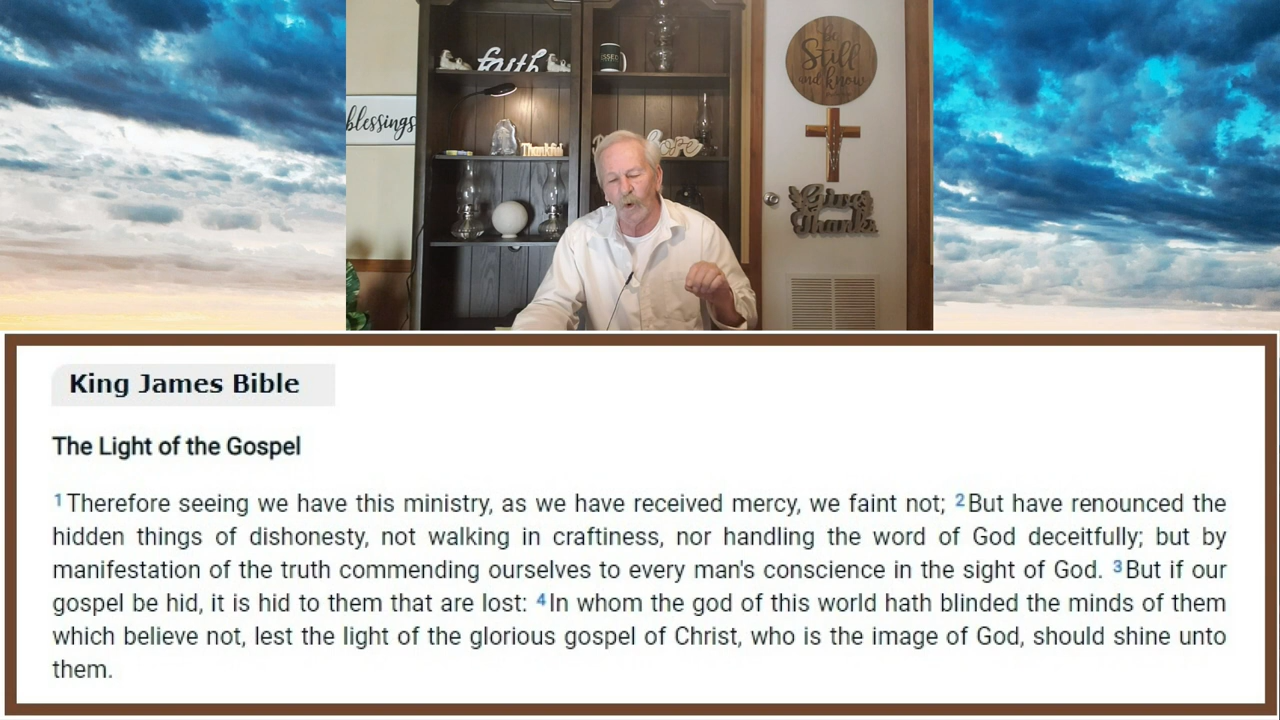 faith
blessings
Thankful
hope
be
Still
and know
Give
Thanks
King James Bible
The Light of the Gospel
1 Therefore seeing we have this ministry, as we have received mercy, we faint not; 2 But have renounced the
hidden things of dishonesty, not walking in craftiness, nor handling the word of God deceitfully; but by
manifestation of the truth commending ourselves to every man's conscience in the sight of God. 3 But if our
gospel be hid, it is hid to them that are lost: 4 In whom the god of this world hath blinded the minds of them
which believe not, lest the light of the glorious gospel of Christ, who is the image of God, should shine unto
them.